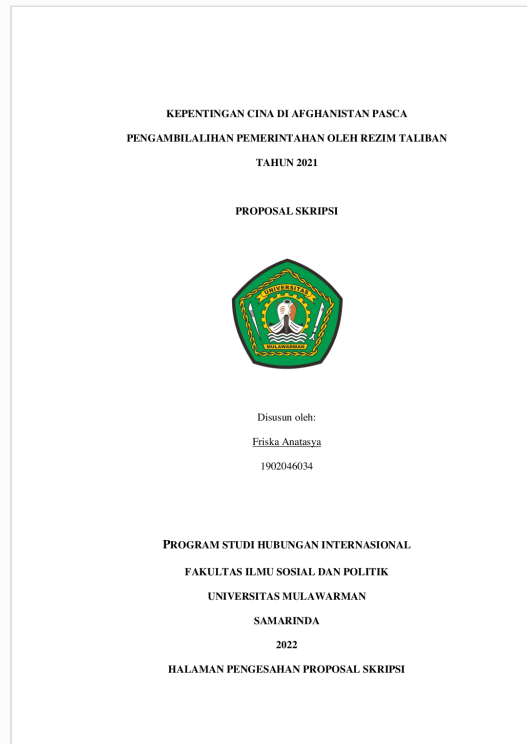 KEPENTINGAN CINA DI AFGHANISTAN PASCA
PENGAMBILALIHAN PEMERINTAHAN OLEH REZIM TALIBAN
TAHUN 2021
PROPOSAL SKRIPSI
UNIVERSITAS
MULAWARMAN
Disusun oleh:
Friska Anatasya
1902046034
PROGRAM STUDI HUBUNGAN INTERNASIONAL
FAKULTAS ILMU SOSIAL DAN POLITIK
UNIVERSITAS MULAWARMAN
SAMARINDA
2022
HALAMAN PENGESAHAN PROPOSAL SKRIPSI